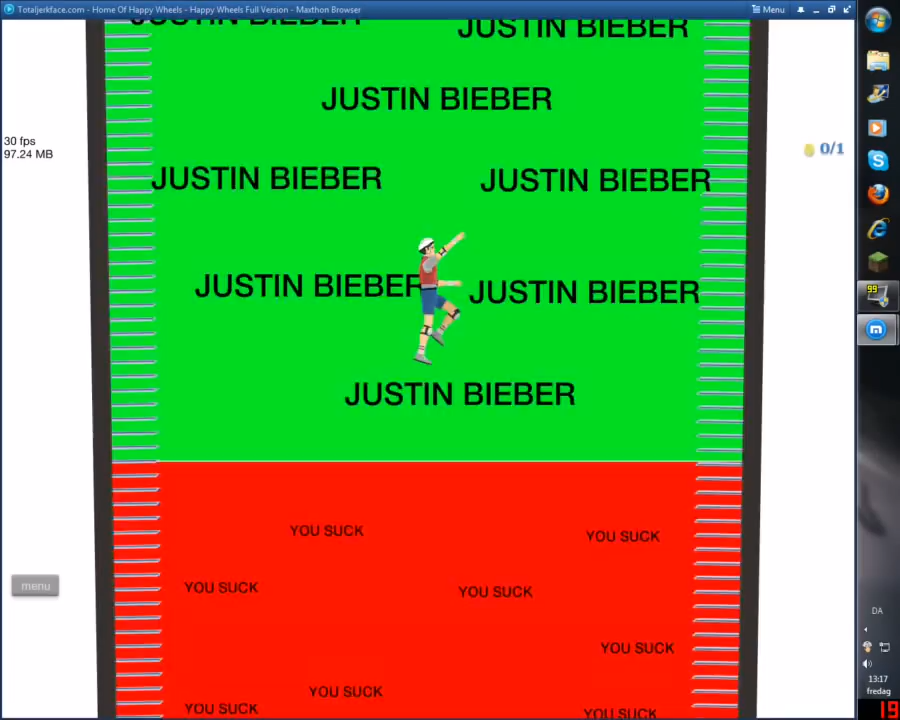 Totaljerkface.com - Home Of Happy Wheels - Happy Wheels Full Version - Maxthon Browser
Menu
JUSTIN BIEBER
JUSTIN BIEBER
JUSTIN BIEBER
30 fps
97.24 MB
0/1
JUSTIN BIEBER
JUSTIN BIEBER
JUSTIN BIEBER
JUSTIN BIEBER
JUSTIN BIEBER
99
YOU SUCK
YOU SUCK
menu
YOU SUCK
YOU SUCK
DA
YOU SUCK
13:17
fredag
YOU SUCK
YOU SUCK
YOU SUCK
19